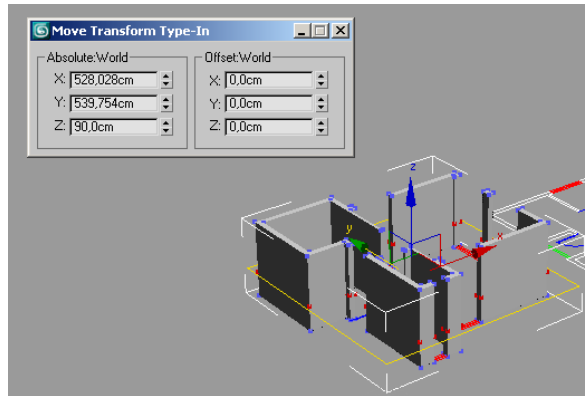 Move Transform Type-In
Absolute:World
X: 528,028cm
Y: 539,754cm
Z: 90,0cm
Offset:World
X: 0,0cm
Y: 0,0cm
Z: 0,0cm
z
y
x